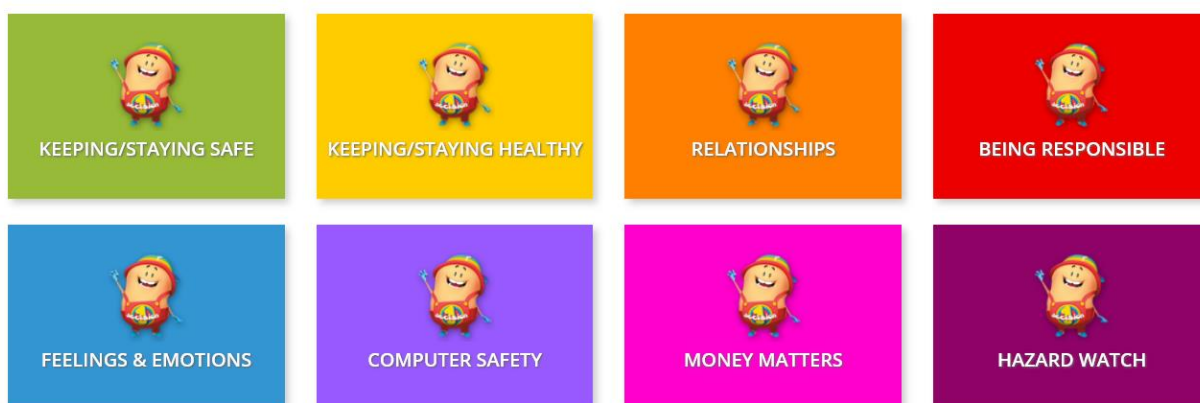 KEEPING/STAYING SAFE
KEEPING/STAYING HEALTHY
RELATIONSHIPS
BEING RESPONSIBLE
FEELINGS & EMOTIONS
COMPUTER SAFETY
MONEY MATTERS
HAZARD WATCH